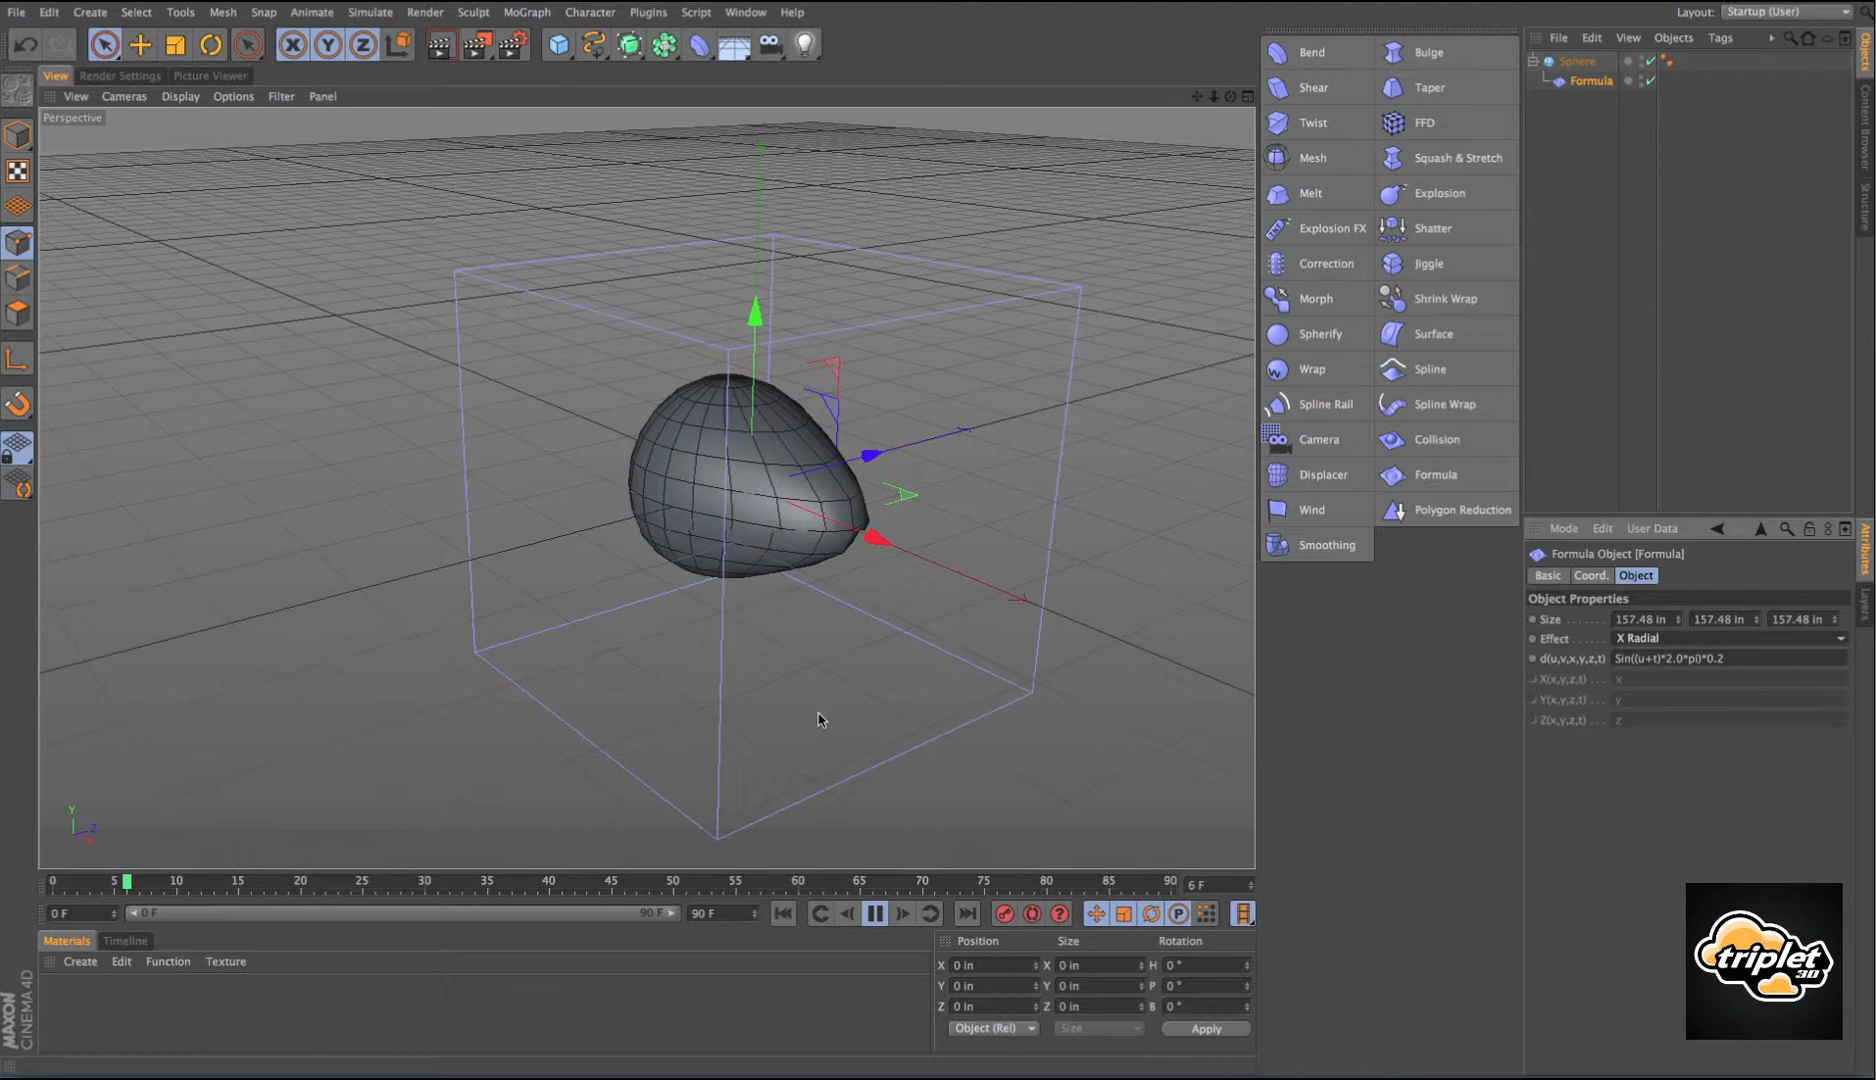 File Edit Create Select Tools Mesh Snap Animate Simulate Render Sculpt MoGraph Character Plugins Script Window Help Layout: Startup (User)
View Render Settings Picture Viewer
View Cameras Display Options Filter Panel
Perspective
Bend Bulge
Shear Taper
Twist FFD
Mesh Squash & Stretch
Melt Explosion
Explosion FX Shatter
Correction Jiggle
Morph Shrink Wrap
Spherify Surface
Wrap Spline
Spline Rail Spline Wrap
Camera Collision
Displacer Formula
Wind Polygon Reduction
Smoothing
File Edit View Objects Tags
Sphere
Formula
Objects
Content Browser
Structure
Mode Edit User Data
Formula Object [Formula]
Basic Coord. Object
Object Properties
Size 157.48 in 157.48 in 157.48 in
Effect X Radial
d(u,v,x,y,z,t) Sin((u+t)*2.0*pi)*0.2
X(x,y,z,t) x
Y(x,y,z,t) y
Z(x,y,z,t) z
Attributes
Layers
Y
Z
X
0 5 10 15 20 25 30 35 40 45 50 55 60 65 70 75 80 85 90 6 F
0 F 0 F 90 F 90 F
Materials Timeline
Create Edit Function Texture
Position Size Rotation
X 0 in X 0 in H 0 °
Y 0 in Y 0 in P 0 °
Z 0 in Z 0 in B 0 °
Object (Rel) Size Apply
MAXON
CINEMA 4D
triplet
3D